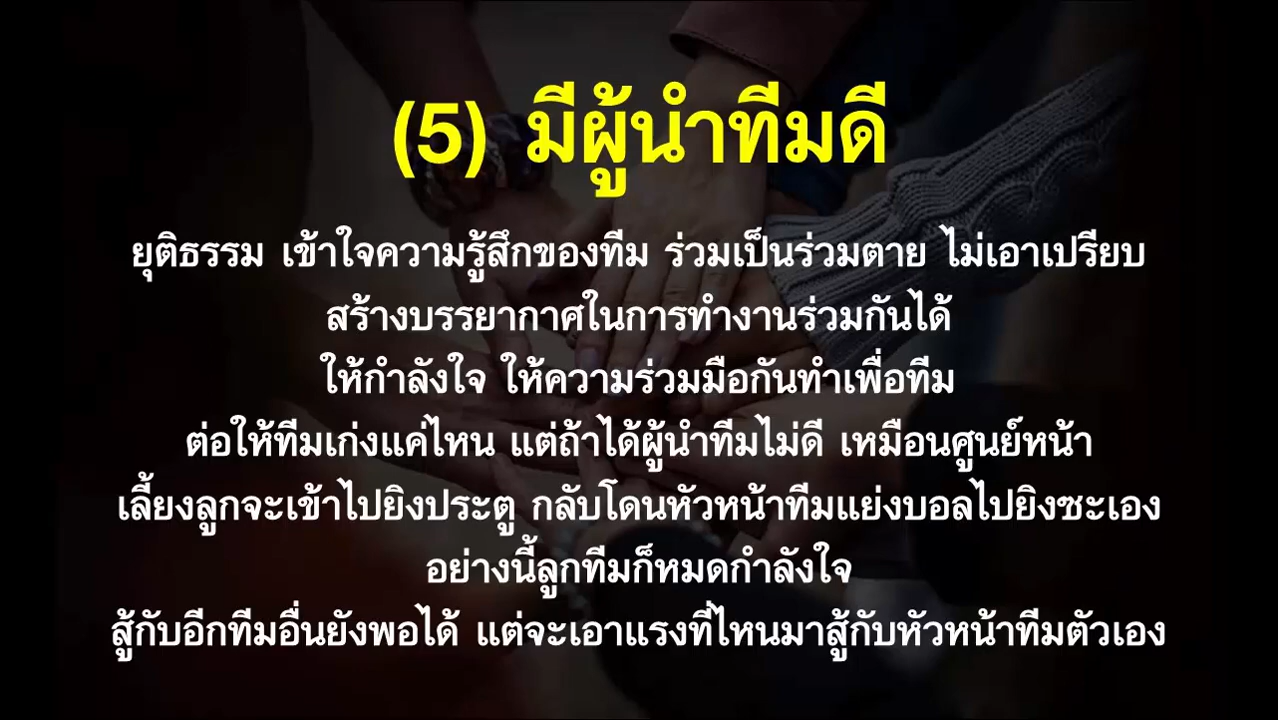 (5) มีผู้นำทีมดี
ยุติธรรม เข้าใจความรู้สึกของทีม ร่วมเป็นร่วมตาย ไม่เอาเปรียบ
สร้างบรรยากาศในการทำงานร่วมกันได้
ให้กำลังใจ ให้ความร่วมมือกันทำเพื่อทีม
ต่อให้ทีมเก่งแค่ไหน แต่ถ้าได้ผู้นำทีมไม่ดี เหมือนศูนย์หน้า
เลี้ยงลูกจะเข้าไปยิงประตู กลับโดนหัวหน้าทีมแย่งบอลไปยิงซะเอง
อย่างนี้ลูกทีมก็หมดกำลังใจ
สู้กับอีกทีมอื่นยังพอได้ แต่จะเอาแรงที่ไหนมาสู้กับหัวหน้าทีมตัวเอง